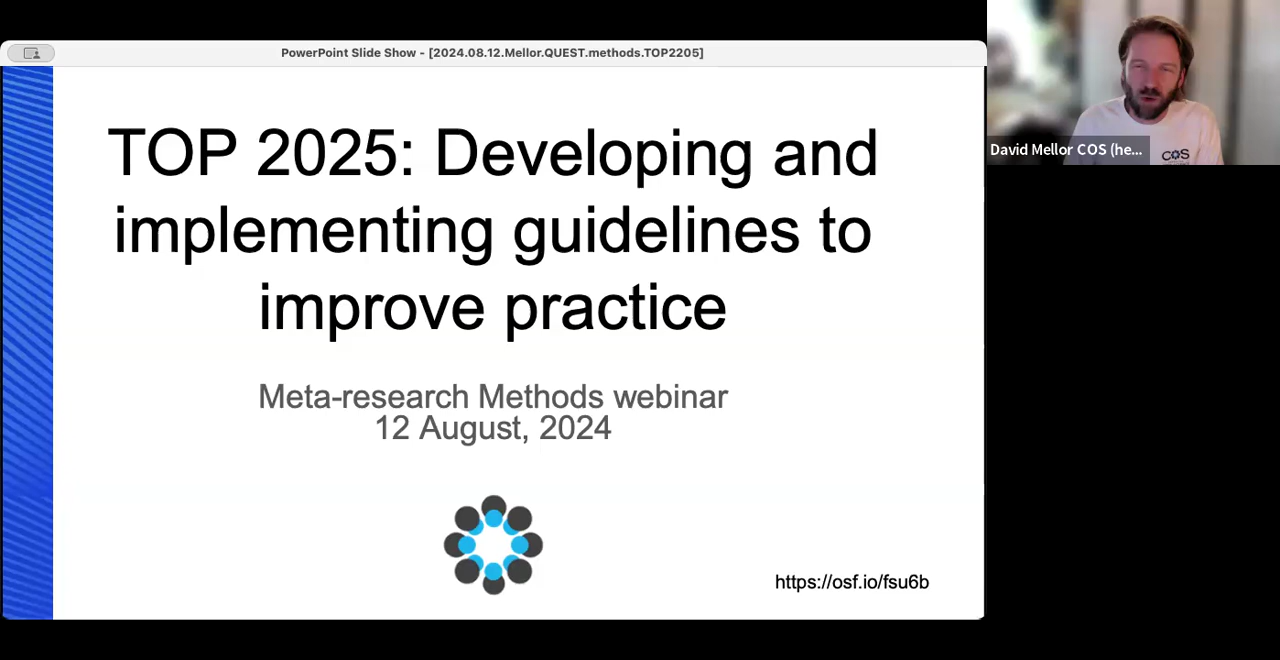 PowerPoint Slide Show - [2024.08.12.Mellor.QUEST.methods.TOP2205]
TOP 2025: Developing and
implementing guidelines to
improve practice
Meta-research Methods webinar
12 August, 2024
https://osf.io/fsu6b
David Mellor COS (he...
COS